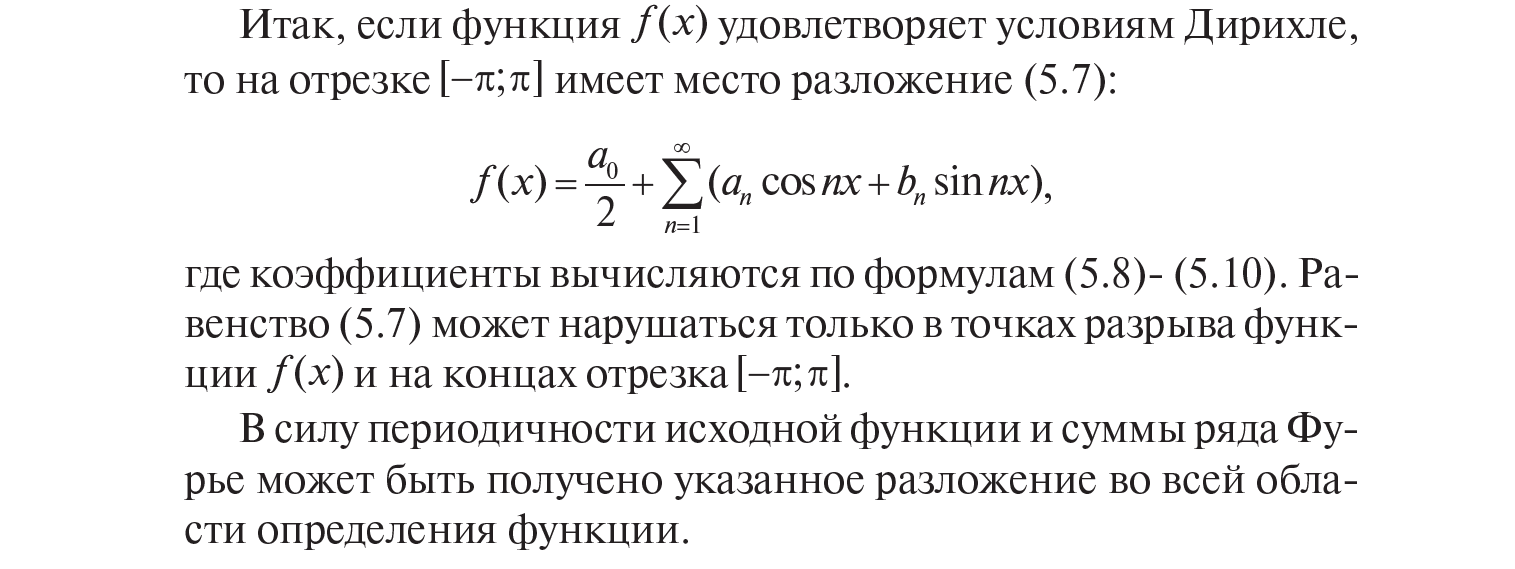 Итак, если функция f(x) удовлетворяет условиям Дирихле,
то на отрезке [−π;π] имеет место разложение (5.7):
f(x) = a₀/2 + ∑_{n=1}^{∞} (aₙ cos nx + bₙ sin nx),
где коэффициенты вычисляются по формулам (5.8)- (5.10). Ра-
венство (5.7) может нарушаться только в точках разрыва функ-
ции f(x) и на концах отрезка [−π;π].
В силу периодичности исходной функции и суммы ряда Фу-
рье может быть получено указанное разложение во всей обла-
сти определения функции.